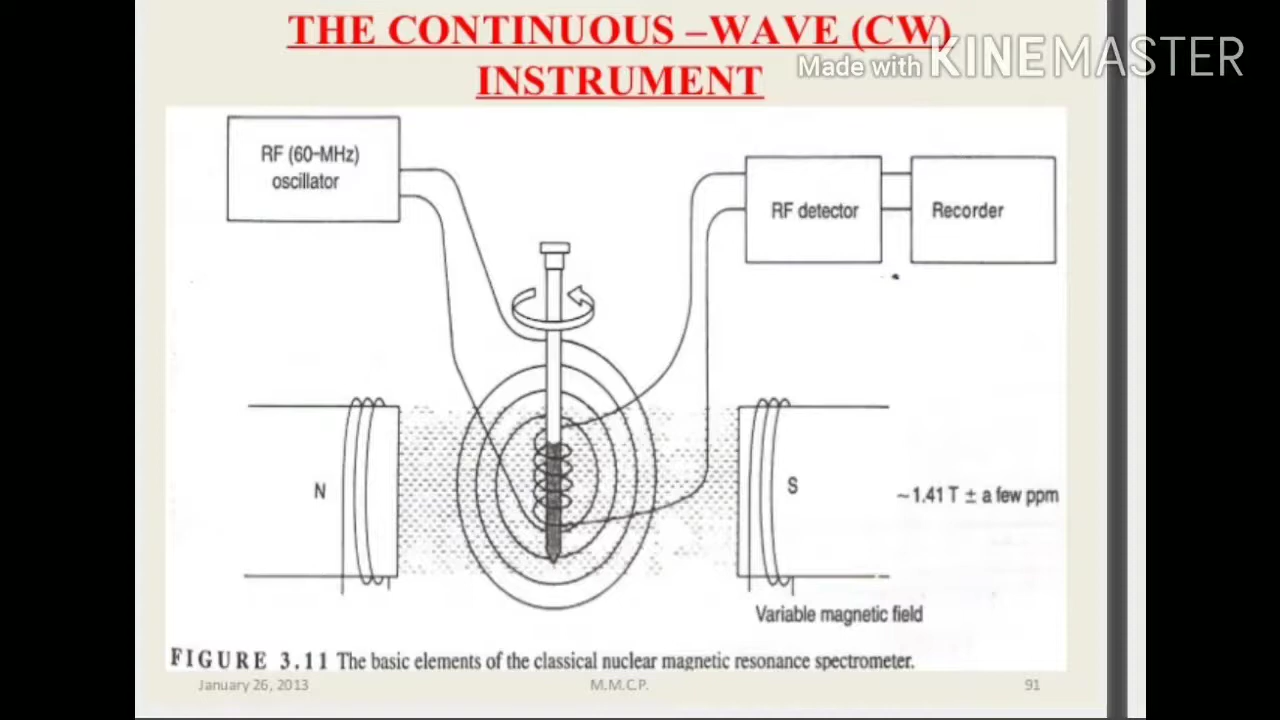 THE CONTINUOUS –WAVE (CW)
INSTRUMENT
Made with KINEMASTER
RF (60-MHz)
oscillator
RF detector
Recorder
N
S
~1.41 T ± a few ppm
Variable magnetic field
FIGURE 3.11 The basic elements of the classical nuclear magnetic resonance spectrometer.
January 26, 2013
M.M.C.P.
91